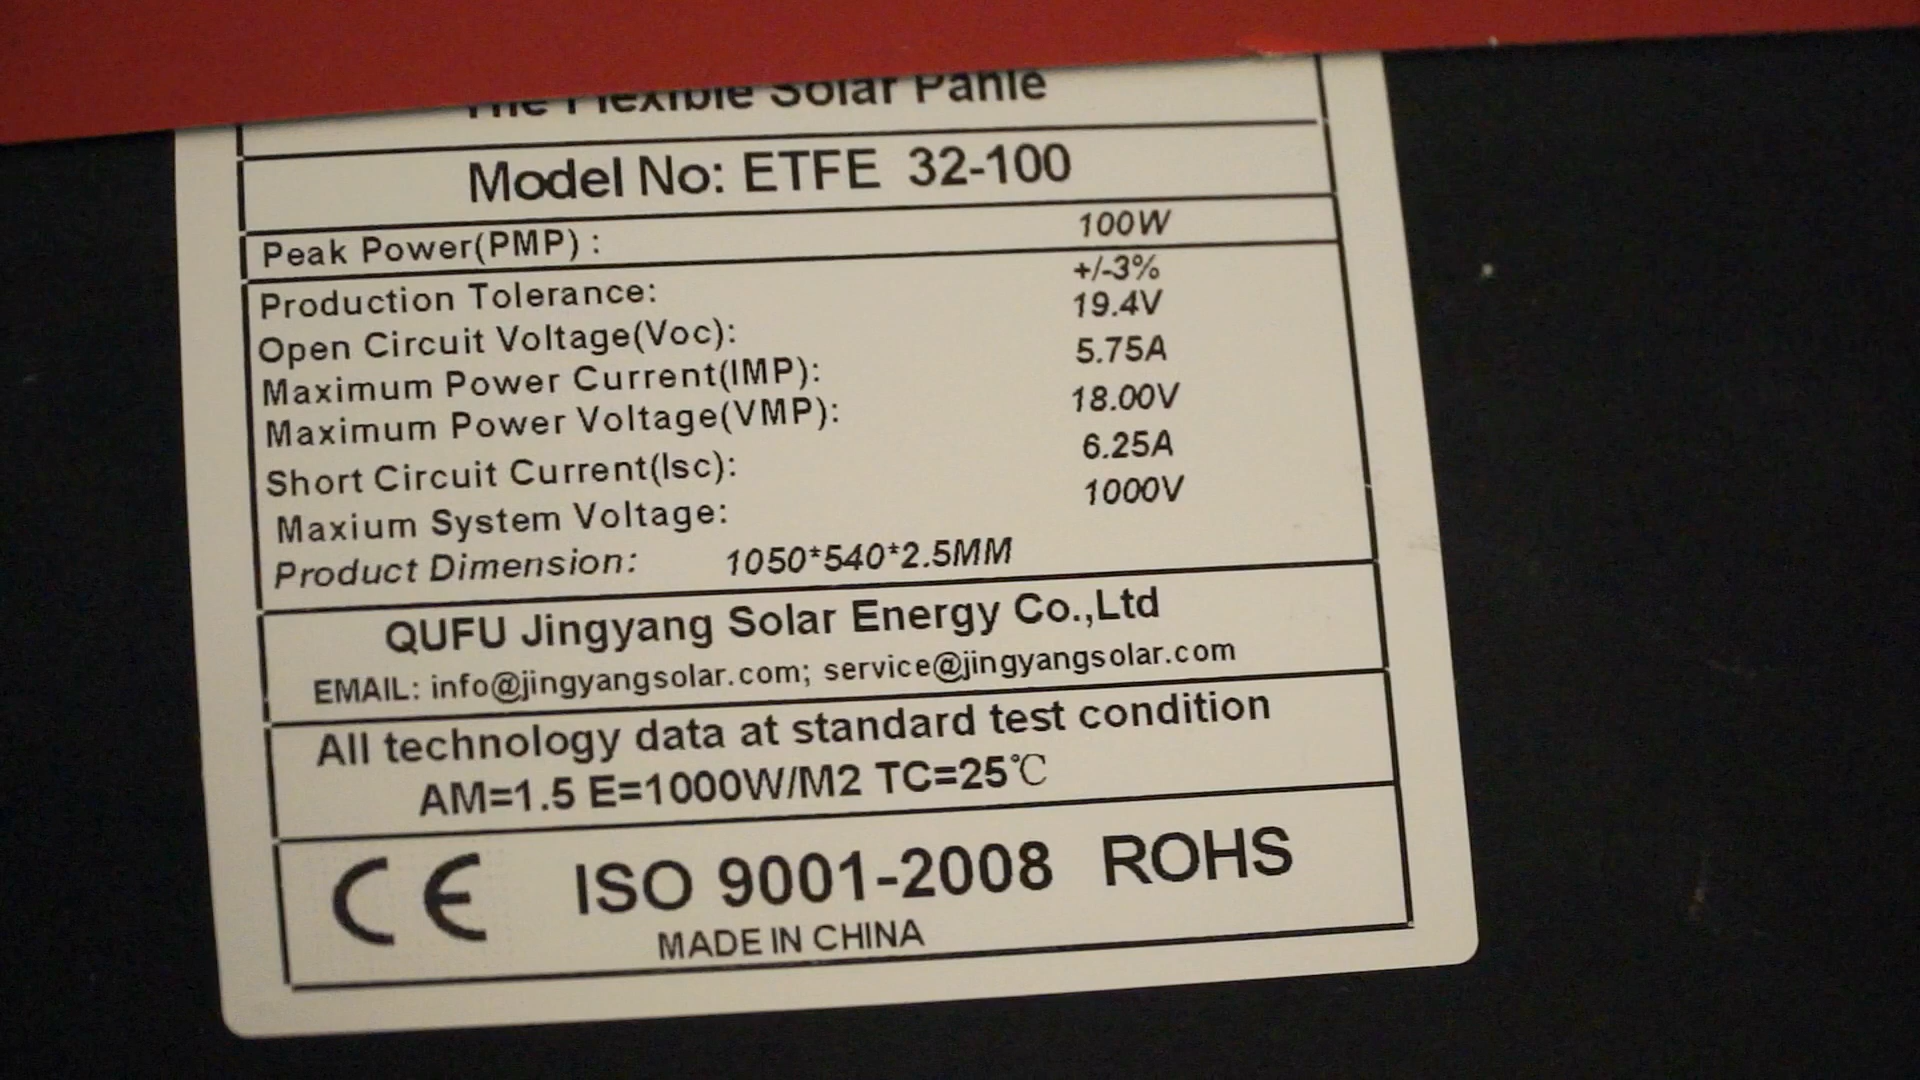 The Flexible Solar Panle
Model No: ETFE 32-100
Peak Power(PMP) : 100W
Production Tolerance: +/-3%
Open Circuit Voltage(Voc): 19.4V
Maximum Power Current(IMP): 5.75A
Maximum Power Voltage(VMP): 18.00V
Short Circuit Current(Isc): 6.25A
Maxium System Voltage: 1000V
Product Dimension: 1050*540*2.5MM
QUFU Jingyang Solar Energy Co.,Ltd
EMAIL: info@jingyangsolar.com; service@jingyangsolar.com
All technology data at standard test condition
AM=1.5 E=1000W/M2 TC=25℃
CE ISO 9001-2008 ROHS
MADE IN CHINA